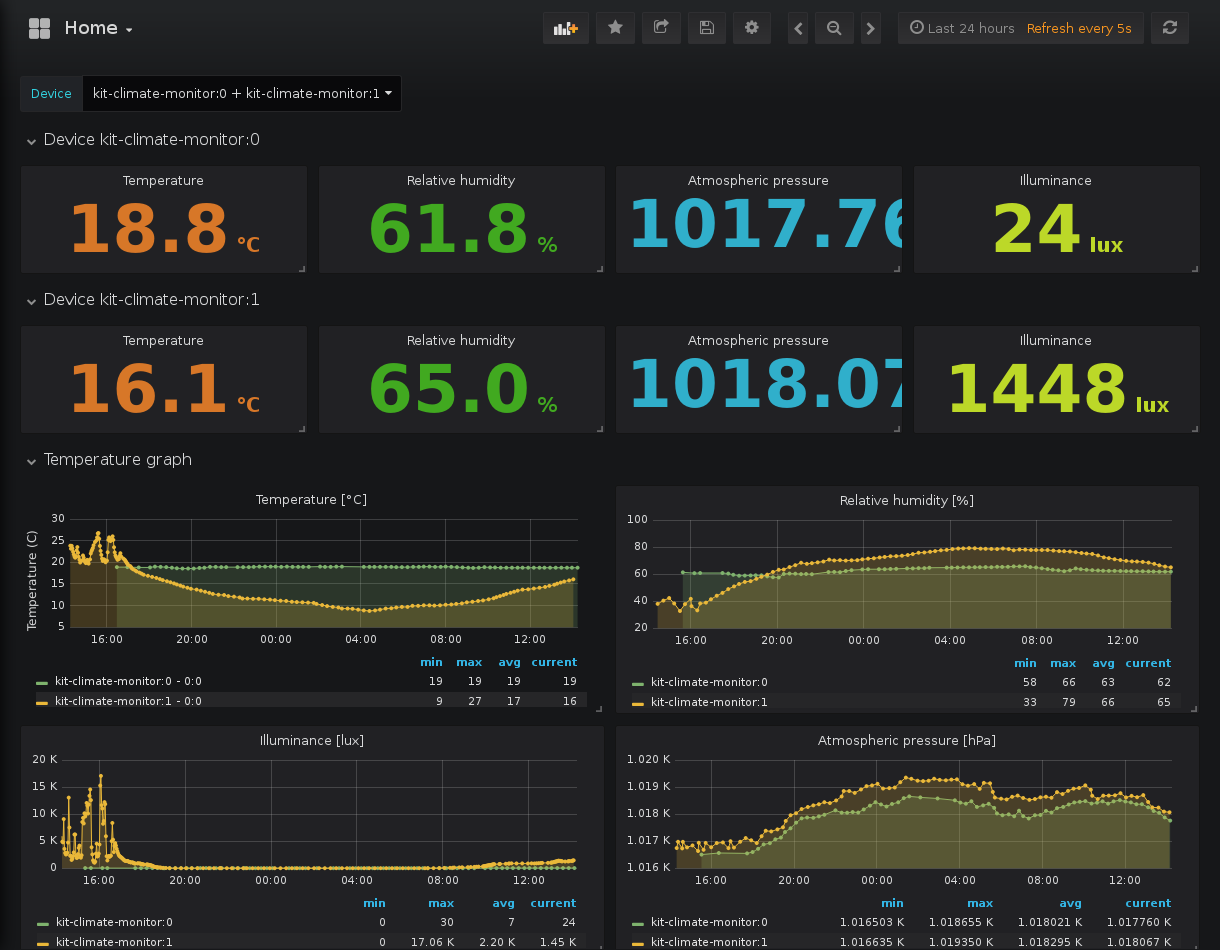 Home
Last 24 hours Refresh every 5s
Device kit-climate-monitor:0 + kit-climate-monitor:1
Device kit-climate-monitor:0
Temperature Relative humidity Atmospheric pressure Illuminance
18.8 °C 61.8 % 1017.76 24 lux
Device kit-climate-monitor:1
Temperature Relative humidity Atmospheric pressure Illuminance
16.1 °C 65.0 % 1018.07 1448 lux
Temperature graph
Temperature [°C]
Temperature (C)
30
25
20
15
10
5
16:00 20:00 00:00 04:00 08:00 12:00
min max avg current
kit-climate-monitor:0 - 0:0 19 19 19 19
kit-climate-monitor:1 - 0:0 9 27 17 16
Relative humidity [%]
100
80
60
40
20
16:00 20:00 00:00 04:00 08:00 12:00
min max avg current
kit-climate-monitor:0 58 66 63 62
kit-climate-monitor:1 33 79 66 65
Illuminance [lux]
20 K
15 K
10 K
5 K
0
16:00 20:00 00:00 04:00 08:00 12:00
min max avg current
kit-climate-monitor:0 0 30 7 24
kit-climate-monitor:1 0 17.06 K 2.20 K 1.45 K
Atmospheric pressure [hPa]
1.020 K
1.019 K
1.018 K
1.017 K
1.016 K
16:00 20:00 00:00 04:00 08:00 12:00
min max avg current
kit-climate-monitor:0 1.016503 K 1.018655 K 1.018021 K 1.017760 K
kit-climate-monitor:1 1.016635 K 1.019350 K 1.018295 K 1.018067 K